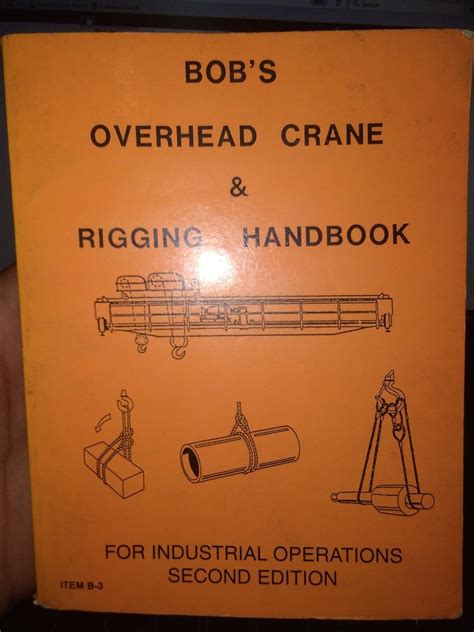 BOB'S
OVERHEAD CRANE
&
RIGGING HANDBOOK
FOR INDUSTRIAL OPERATIONS
SECOND EDITION
ITEM B-3